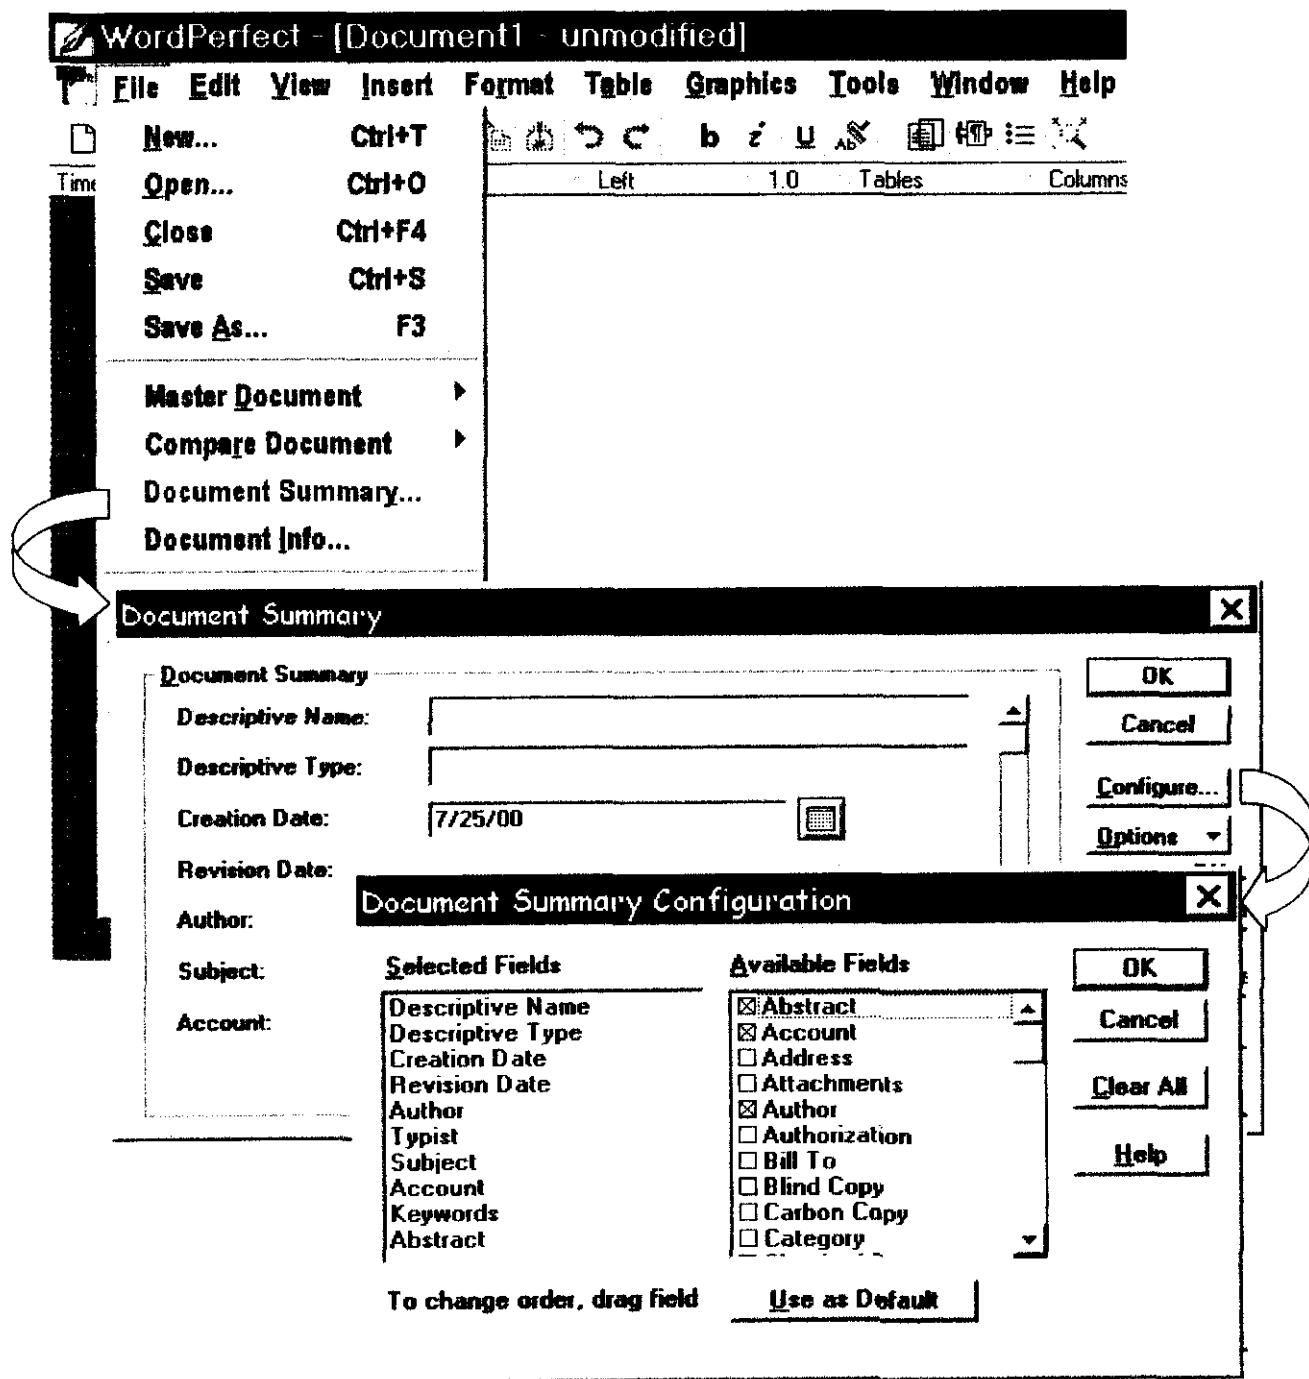 WordPerfect - [Document1 - unmodified]
File Edit View Insert Format Table Graphics Tools Window Help
New... Ctrl+T
b i U
Time
Open... Ctrl+O
Left 1.0 Tables Columns
Close Ctrl+F4
Save Ctrl+S
Save As... F3
Master Document
Compare Document
Document Summary...
Document Info...
Document Summary
Document Summary
OK
Descriptive Name:
Cancel
Descriptive Type:
Configure...
Creation Date: 7/25/00
Options
Revision Date:
Author:
Subject:
Account:
Document Summary Configuration
Selected Fields
Descriptive Name
Descriptive Type
Creation Date
Revision Date
Author
Typist
Subject
Account
Keywords
Abstract
To change order, drag field
Available Fields
Abstract
Account
Address
Attachments
Author
Authorization
Bill To
Blind Copy
Carbon Copy
Category
Use as Default
OK
Cancel
Clear All
Help